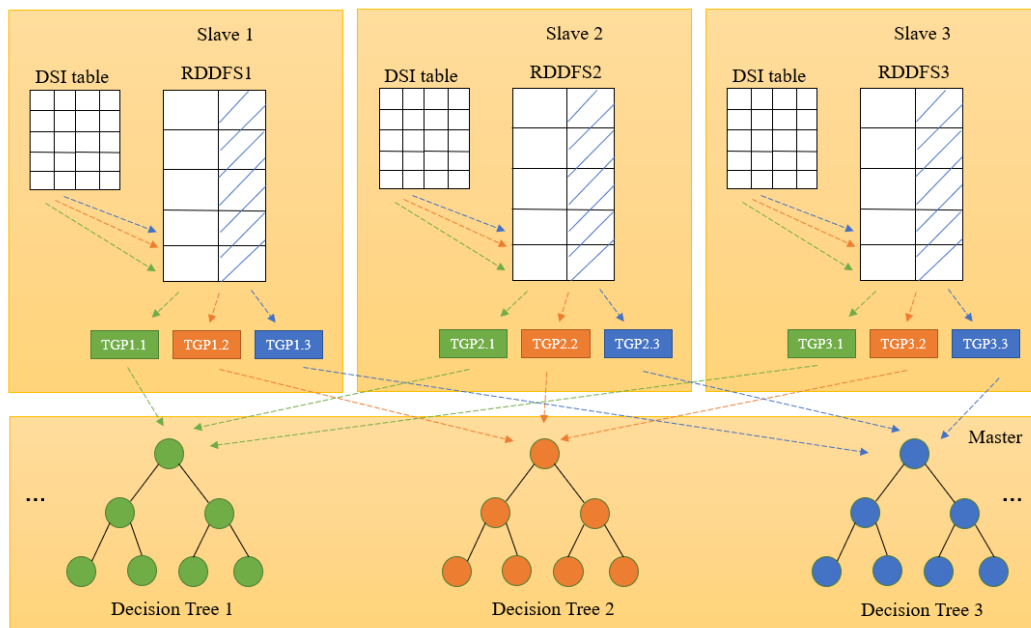 Slave 1
Slave 2
Slave 3
DSI table
RDDFS1
DSI table
RDDFS2
DSI table
RDDFS3
TGP1.1
TGP1.2
TGP1.3
TGP2.1
TGP2.2
TGP2.3
TGP3.1
TGP3.2
TGP3.3
Master
...
...
Decision Tree 1
Decision Tree 2
Decision Tree 3